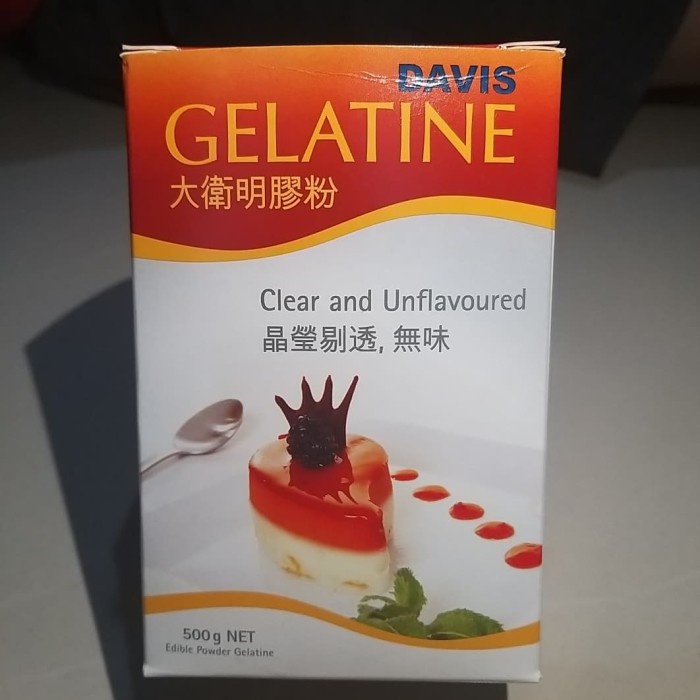 DAVIS
GELATINE
大衛明膠粉
Clear and Unflavoured
晶瑩剔透, 無味
500g NET
Edible Powder Gelatine